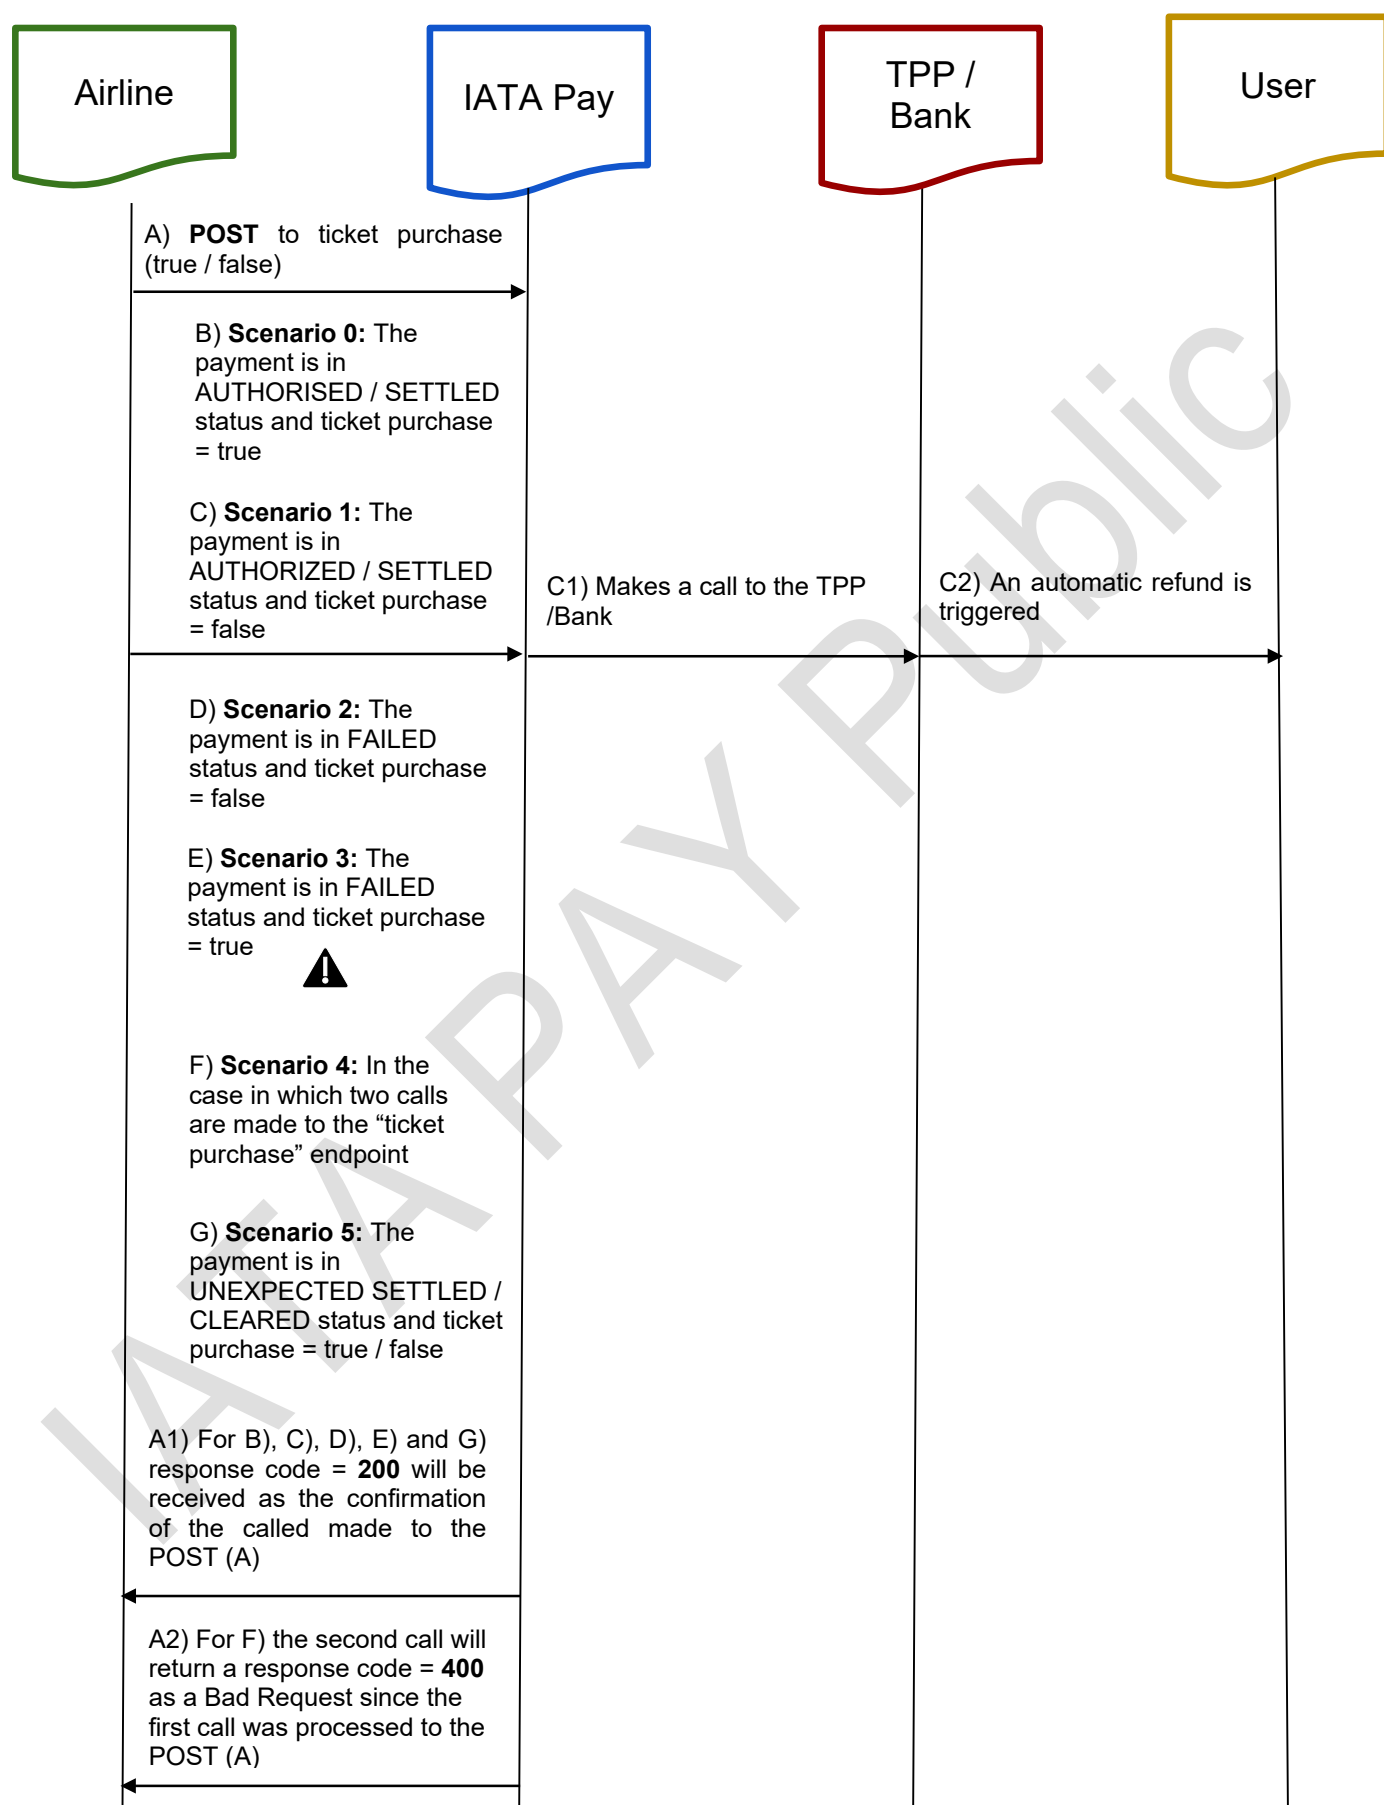 Airline
IATA Pay
TPP /
Bank
User
A) POST to ticket purchase
(true / false)
B) Scenario 0: The
payment is in
AUTHORISED / SETTLED
status and ticket purchase
= true
C) Scenario 1: The
payment is in
AUTHORIZED / SETTLED
status and ticket purchase
= false
C1) Makes a call to the TPP
/Bank
C2) An automatic refund is
triggered
D) Scenario 2: The
payment is in FAILED
status and ticket purchase
= false
E) Scenario 3: The
payment is in FAILED
status and ticket purchase
= true
F) Scenario 4: In the
case in which two calls
are made to the “ticket
purchase” endpoint
G) Scenario 5: The
payment is in
UNEXPECTED SETTLED /
CLEARED status and ticket
purchase = true / false
A1) For B), C), D), E) and G)
response code = 200 will be
received as the confirmation
of the called made to the
POST (A)
A2) For F) the second call will
return a response code = 400
as a Bad Request since the
first call was processed to the
POST (A)
IATA PAY Public